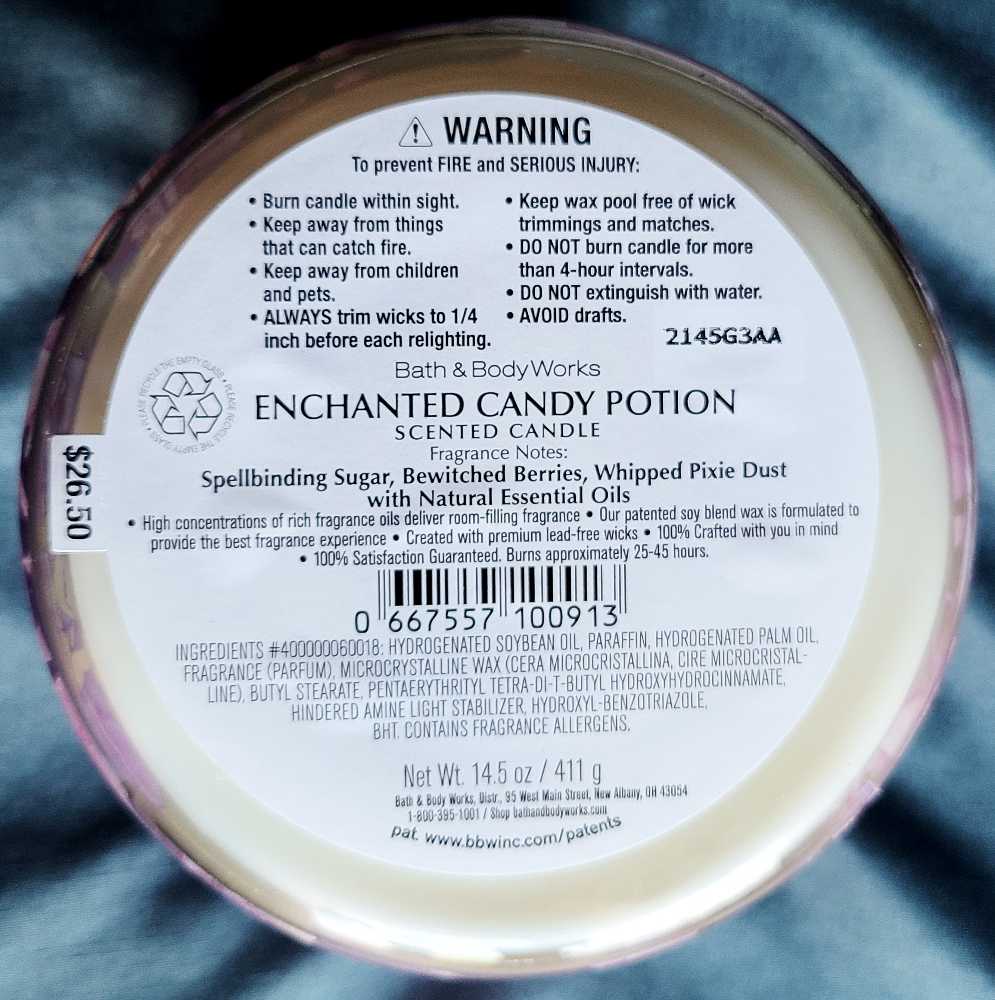 WARNING
To prevent FIRE and SERIOUS INJURY:
• Burn candle within sight.
• Keep away from things
that can catch fire.
• Keep away from children
and pets.
• ALWAYS trim wicks to 1/4
inch before each relighting.
• Keep wax pool free of wick
trimmings and matches.
• DO NOT burn candle for more
than 4-hour intervals.
• DO NOT extinguish with water.
• AVOID drafts.
2145G3AA
Bath & Body Works
PLEASE RECYCLE THE EMPTY GLASS • PLEASE RECYCLE THE EMPTY GLASS •
ENCHANTED CANDY POTION
SCENTED CANDLE
Fragrance Notes:
Spellbinding Sugar, Bewitched Berries, Whipped Pixie Dust
with Natural Essential Oils
$26.50
• High concentrations of rich fragrance oils deliver room-filling fragrance • Our patented soy blend wax is formulated to
provide the best fragrance experience • Created with premium lead-free wicks • 100% Crafted with you in mind
• 100% Satisfaction Guaranteed. Burns approximately 25-45 hours.
0 667557 100913
INGREDIENTS #400000060018: HYDROGENATED SOYBEAN OIL, PARAFFIN, HYDROGENATED PALM OIL,
FRAGRANCE (PARFUM), MICROCRYSTALLINE WAX (CERA MICROCRISTALLINA, CIRE MICROCRISTAL-
LINE), BUTYL STEARATE, PENTAERYTHRITYL TETRA-DI-T-BUTYL HYDROXYHYDROCINNAMATE,
HINDERED AMINE LIGHT STABILIZER, HYDROXYL-BENZOTRIAZOLE,
BHT. CONTAINS FRAGRANCE ALLERGENS.
Net Wt. 14.5 oz / 411 g
Bath & Body Works, Distr., 95 West Main Street, New Albany, OH 43054
1-800-395-1001 / Shop bathandbodyworks.com
pat. www.bbwinc.com/patents